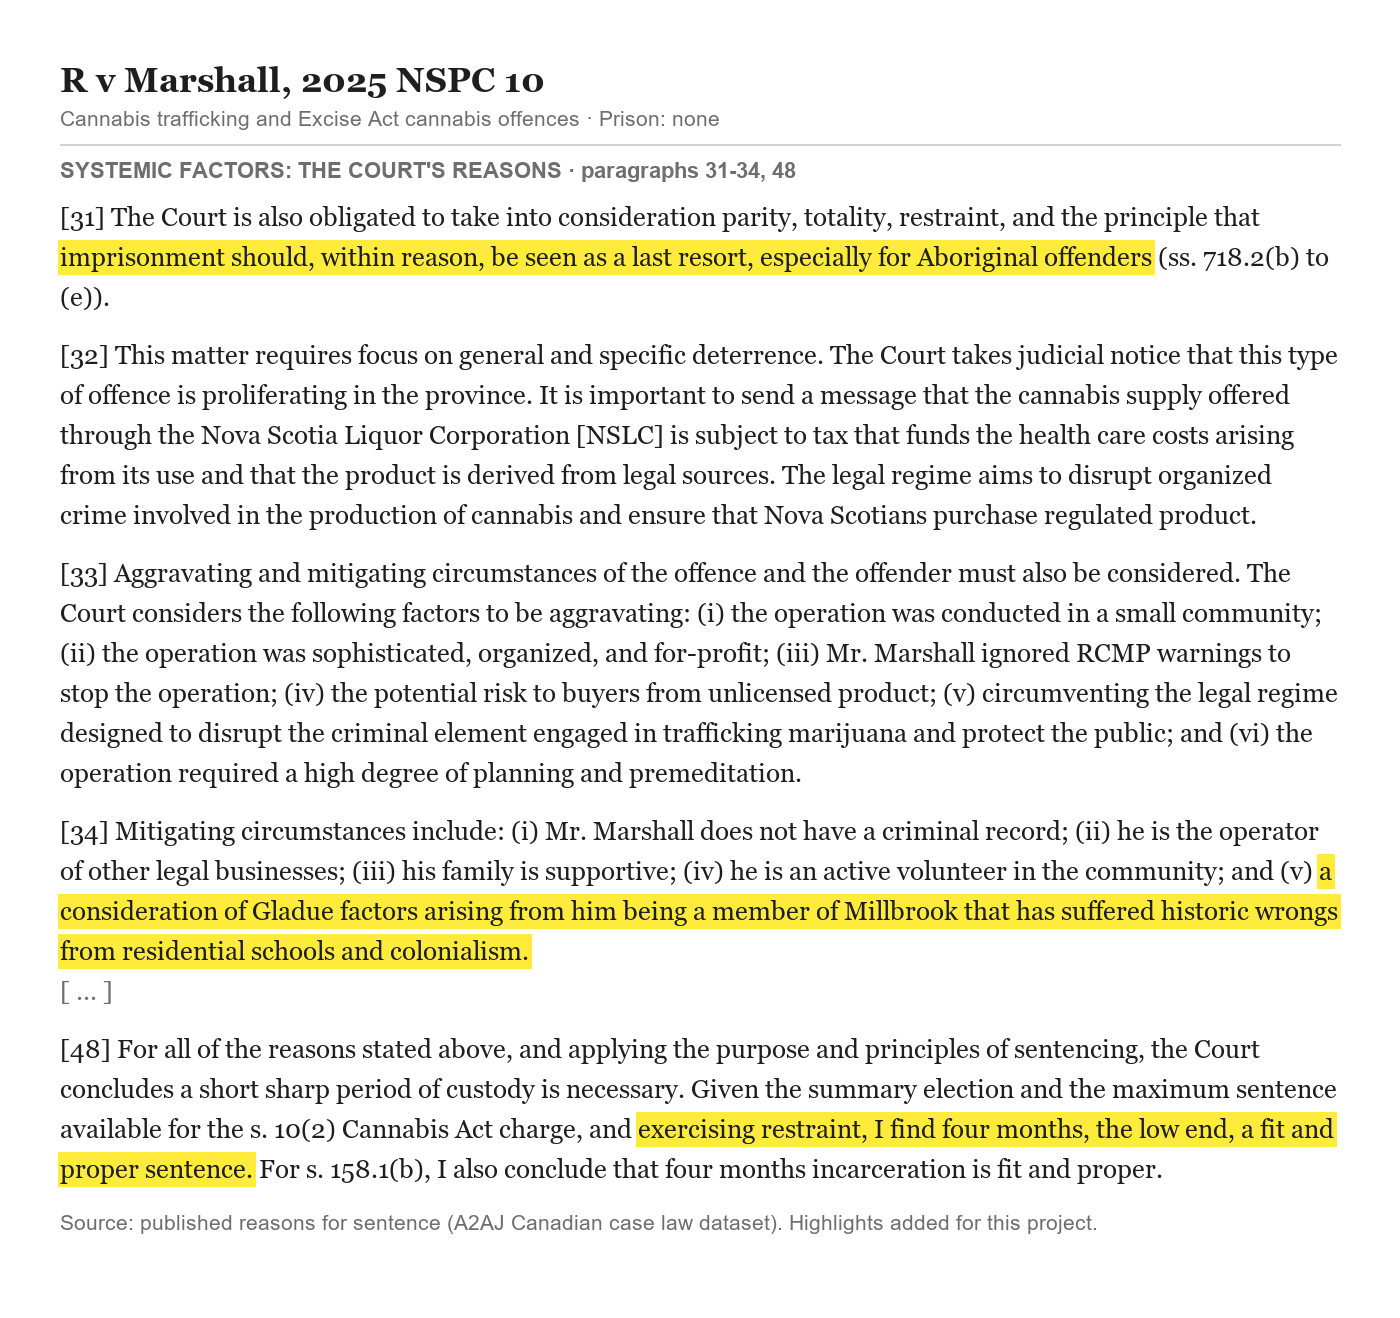 R v Marshall, 2025 NSPC 10
Cannabis trafficking and Excise Act cannabis offences · Prison: none
SYSTEMIC FACTORS: THE COURT'S REASONS · paragraphs 31-34, 48
[31] The Court is also obligated to take into consideration parity, totality, restraint, and the principle that
imprisonment should, within reason, be seen as a last resort, especially for Aboriginal offenders (ss. 718.2(b) to
(e)).
[32] This matter requires focus on general and specific deterrence. The Court takes judicial notice that this type
of offence is proliferating in the province. It is important to send a message that the cannabis supply offered
through the Nova Scotia Liquor Corporation [NSLC] is subject to tax that funds the health care costs arising
from its use and that the product is derived from legal sources. The legal regime aims to disrupt organized
crime involved in the production of cannabis and ensure that Nova Scotians purchase regulated product.
[33] Aggravating and mitigating circumstances of the offence and the offender must also be considered. The
Court considers the following factors to be aggravating: (i) the operation was conducted in a small community;
(ii) the operation was sophisticated, organized, and for-profit; (iii) Mr. Marshall ignored RCMP warnings to
stop the operation; (iv) the potential risk to buyers from unlicensed product; (v) circumventing the legal regime
designed to disrupt the criminal element engaged in trafficking marijuana and protect the public; and (vi) the
operation required a high degree of planning and premeditation.
[34] Mitigating circumstances include: (i) Mr. Marshall does not have a criminal record; (ii) he is the operator
of other legal businesses; (iii) his family is supportive; (iv) he is an active volunteer in the community; and (v) a
consideration of Gladue factors arising from him being a member of Millbrook that has suffered historic wrongs
from residential schools and colonialism.
[ ... ]
[48] For all of the reasons stated above, and applying the purpose and principles of sentencing, the Court
concludes a short sharp period of custody is necessary. Given the summary election and the maximum sentence
available for the s. 10(2) Cannabis Act charge, and exercising restraint, I find four months, the low end, a fit and
proper sentence. For s. 158.1(b), I also conclude that four months incarceration is fit and proper.
Source: published reasons for sentence (A2AJ Canadian case law dataset). Highlights added for this project.